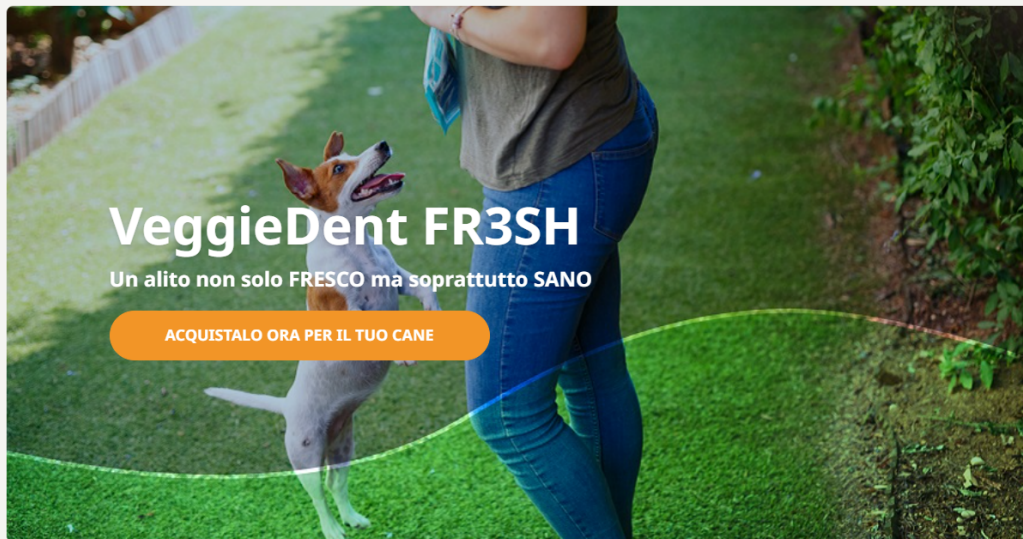 VeggieDent FR3SH
Un alito non solo FRESCO ma soprattutto SANO
ACQUISTALO ORA PER IL TUO CANE